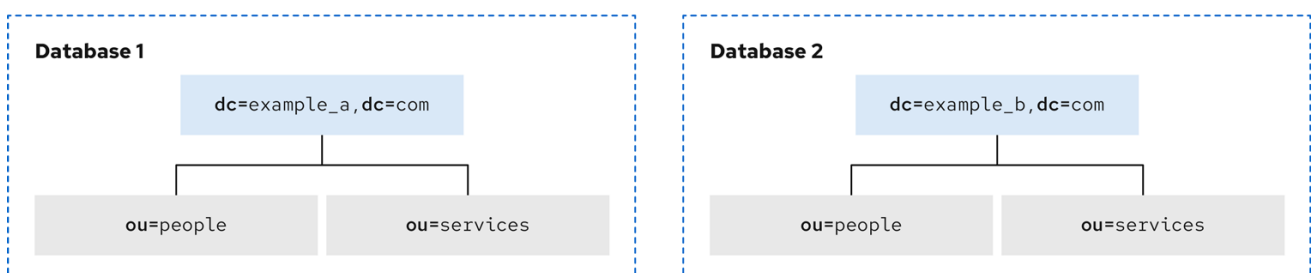 Database 1
dc=example_a,dc=com
ou=people
ou=services
Database 2
dc=example_b,dc=com
ou=people
ou=services